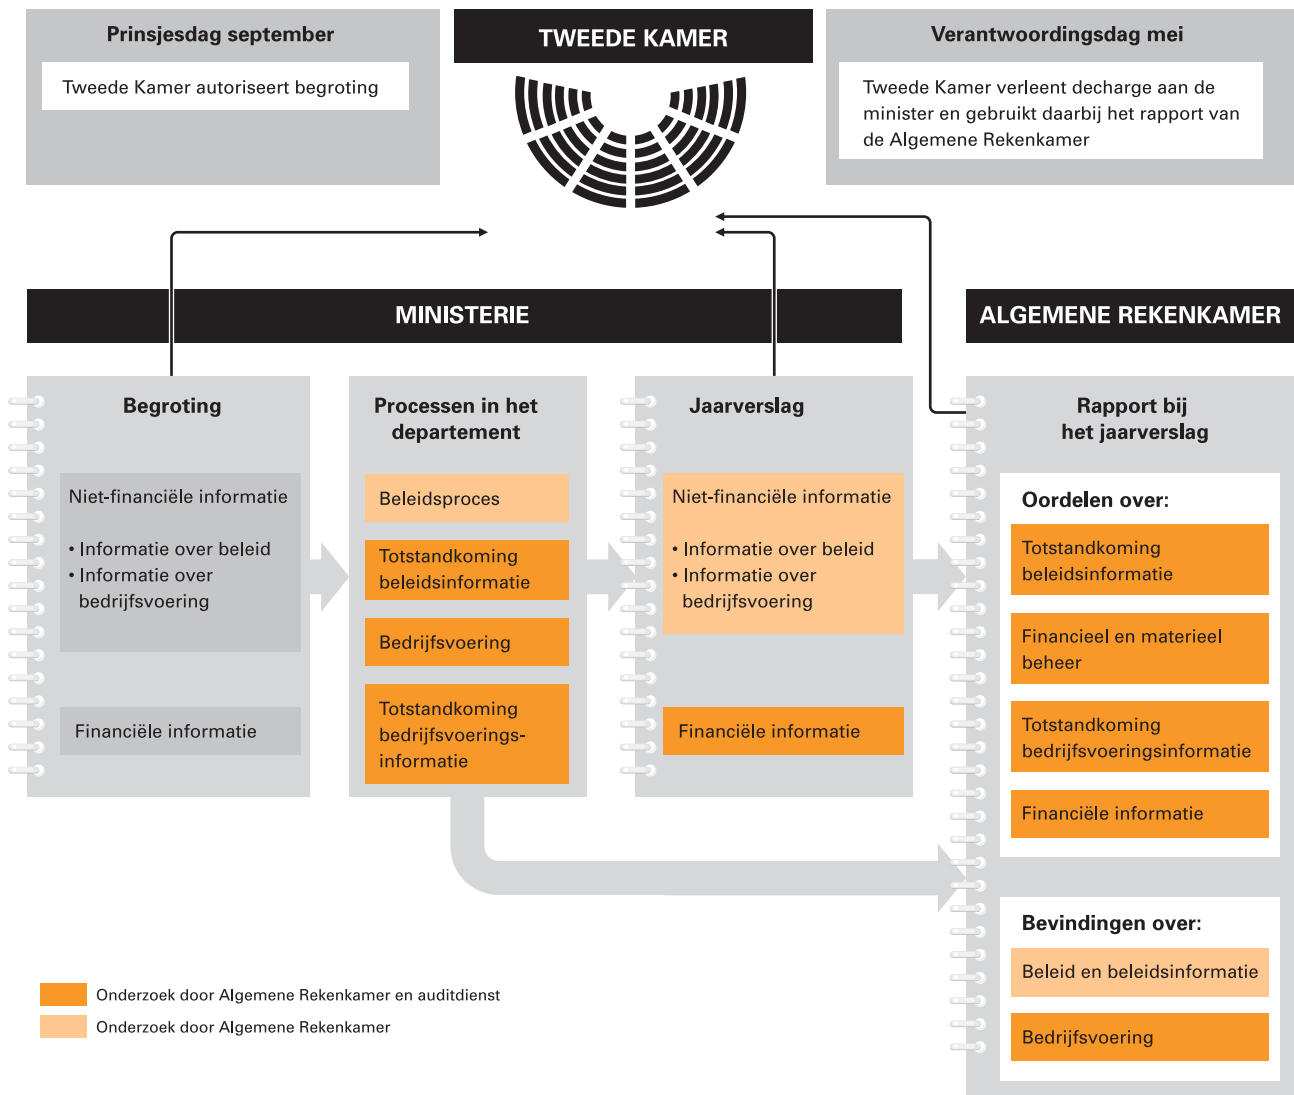 Prinsjesdag september
Tweede Kamer autoriseert begroting
TWEEDE KAMER
Verantwoordingsdag mei
Tweede Kamer verleent decharge aan de
minister en gebruikt daarbij het rapport van
de Algemene Rekenkamer
MINISTERIE
ALGEMENE REKENKAMER
Begroting
Niet-financiële informatie
• Informatie over beleid
• Informatie over
bedrijfsvoering
Financiële informatie
Processen in het
departement
Beleidsproces
Totstandkoming
beleidsinformatie
Bedrijfsvoering
Totstandkoming
bedrijfsvoerings-
informatie
Jaarverslag
Niet-financiële informatie
• Informatie over beleid
• Informatie over
bedrijfsvoering
Financiële informatie
Rapport bij
het jaarverslag
Oordelen over:
Totstandkoming
beleidsinformatie
Financieel en materieel
beheer
Totstandkoming
bedrijfsvoeringsinformatie
Financiële informatie
Bevindingen over:
Beleid en beleidsinformatie
Bedrijfsvoering
Onderzoek door Algemene Rekenkamer en auditdienst
Onderzoek door Algemene Rekenkamer